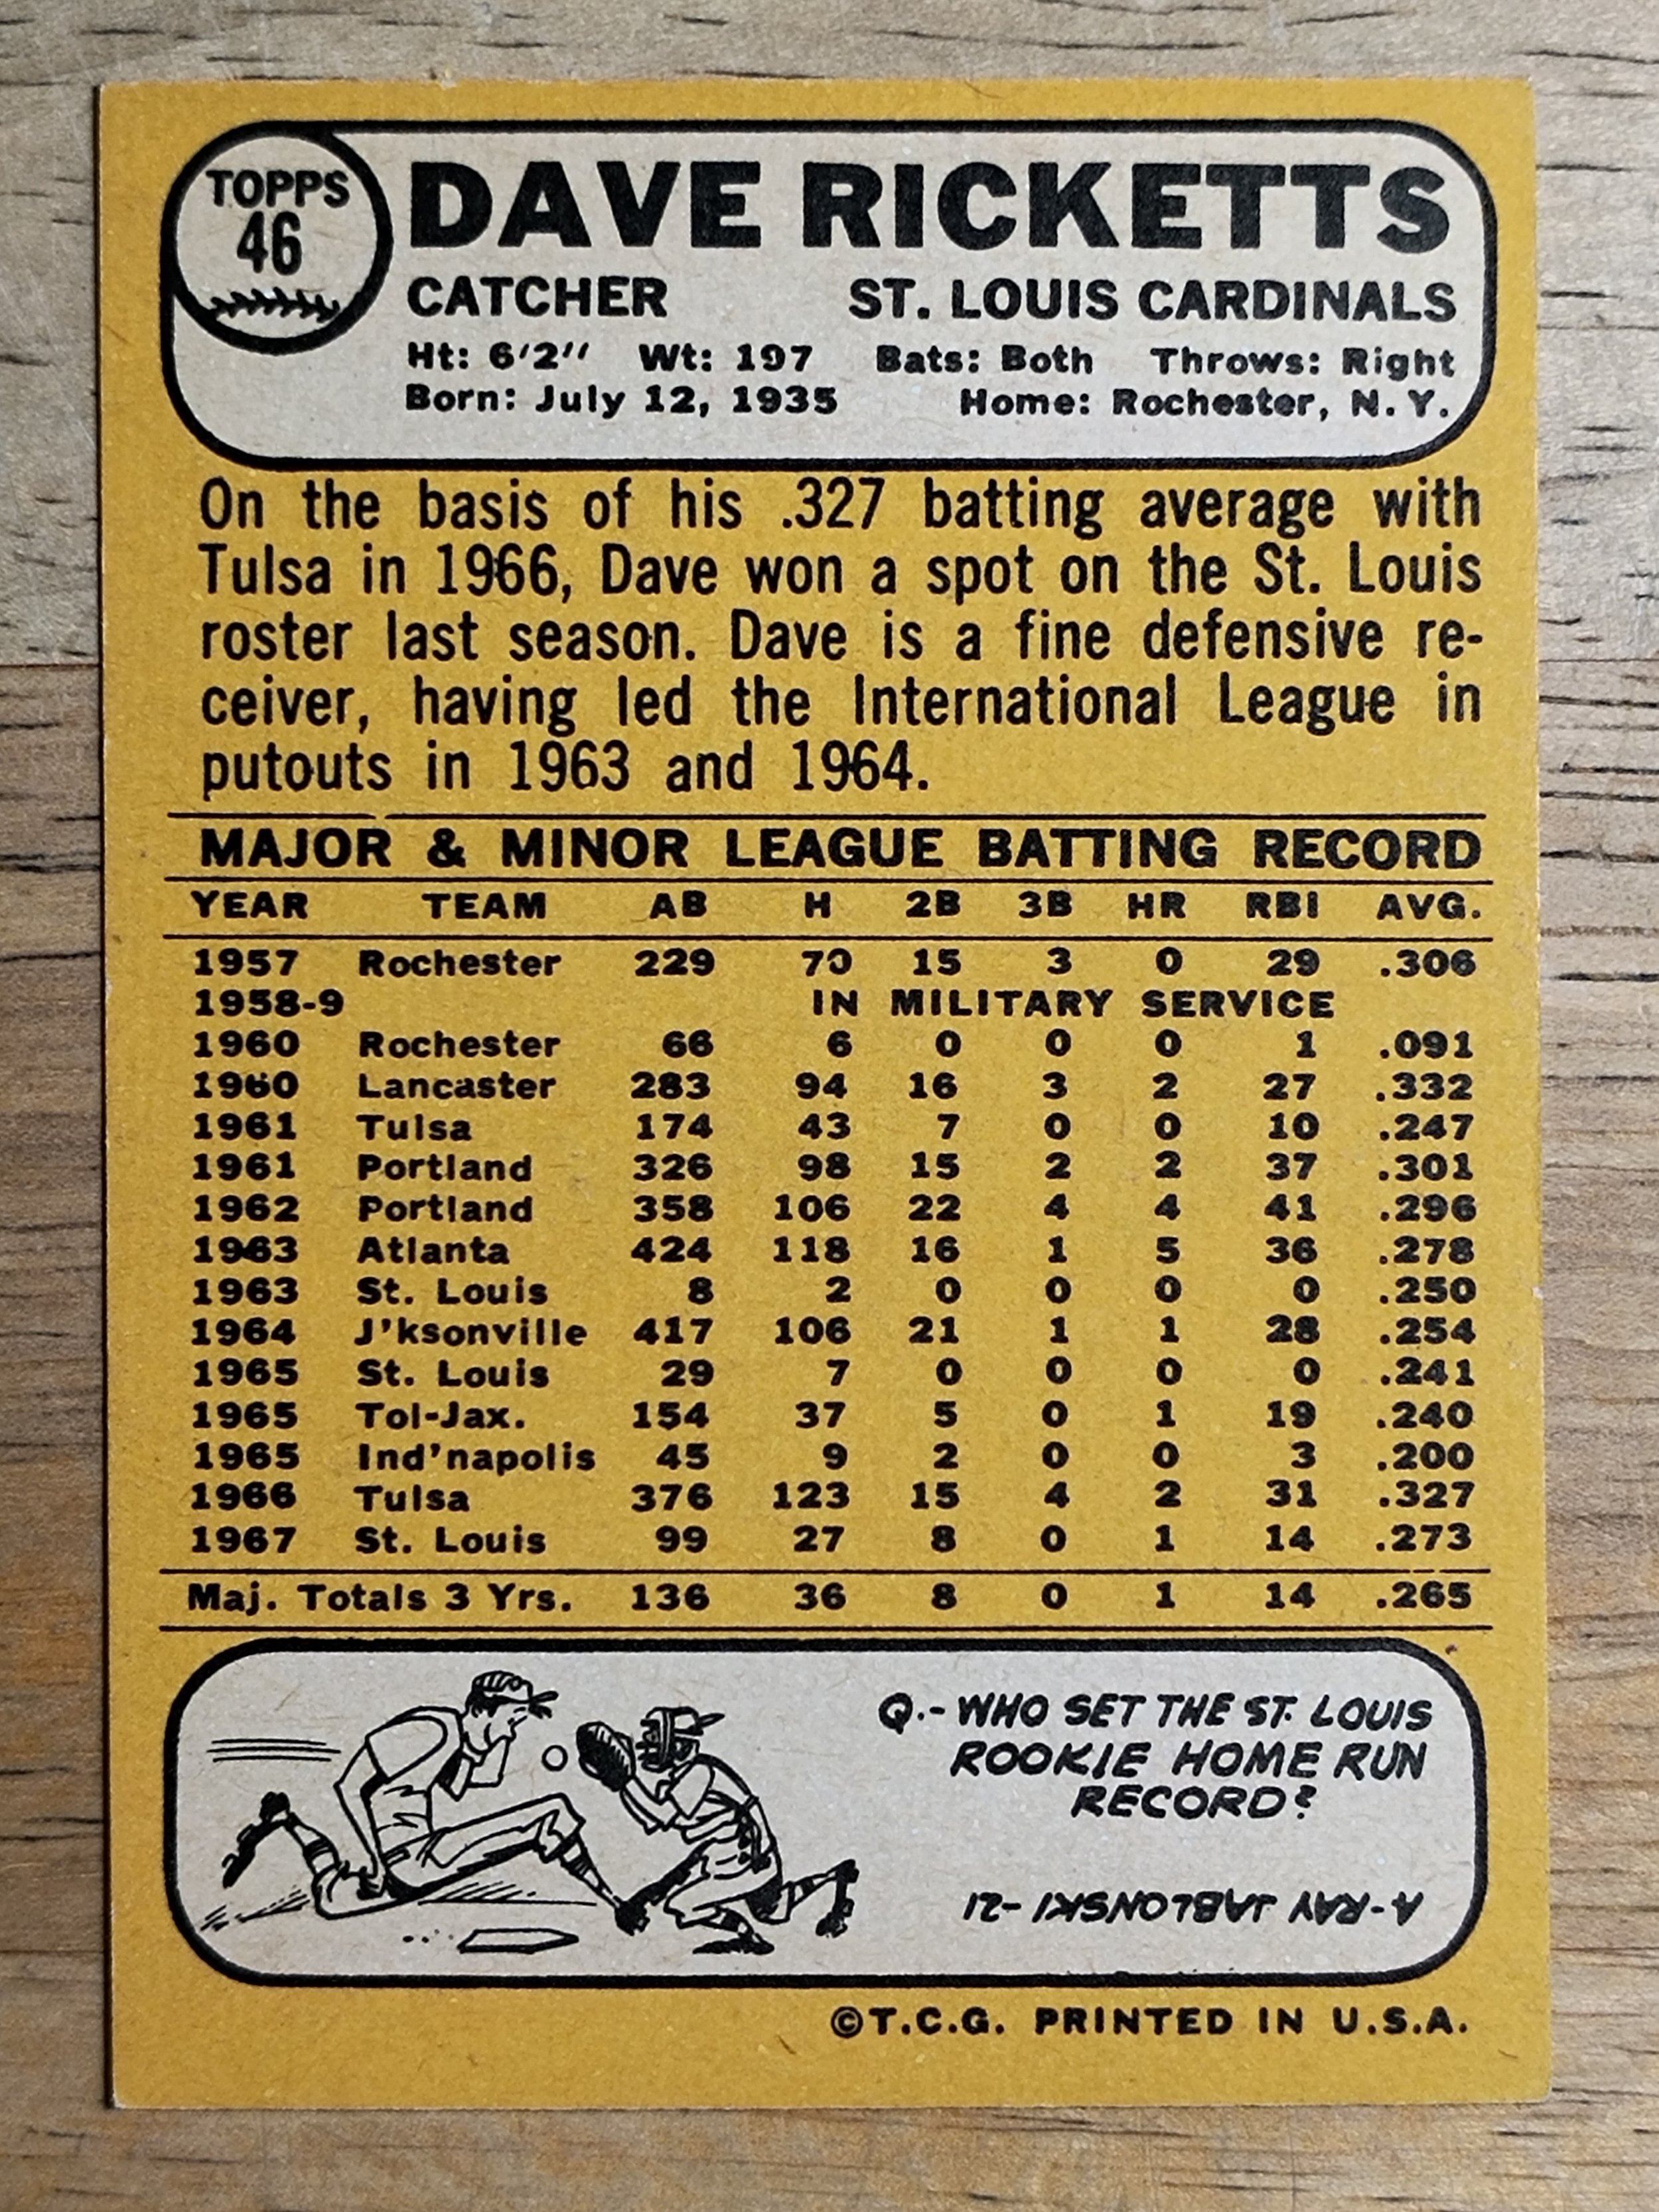 TOPPS
46
DAVE RICKETTS
CATCHER ST. LOUIS CARDINALS
Ht: 6'2" Wt: 197 Bats: Both Throws: Right
Born: July 12, 1935 Home: Rochester, N.Y.
On the basis of his .327 batting average with
Tulsa in 1966, Dave won a spot on the St. Louis
roster last season. Dave is a fine defensive re-
ceiver, having led the International League in
putouts in 1963 and 1964.
MAJOR & MINOR LEAGUE BATTING RECORD
YEAR TEAM AB H 2B 3B HR RBI AVG.
1957 Rochester 229 70 15 3 0 29 .306
1958-9 IN MILITARY SERVICE
1960 Rochester 66 6 0 0 0 1 .091
1960 Lancaster 283 94 16 3 2 27 .332
1961 Tulsa 174 43 7 0 0 10 .247
1961 Portland 326 98 15 2 2 37 .301
1962 Portland 358 106 22 4 4 41 .296
1963 Atlanta 424 118 16 1 5 36 .278
1963 St. Louis 8 2 0 0 0 0 .250
1964 J'ksonville 417 106 21 1 1 28 .254
1965 St. Louis 29 7 0 0 0 0 .241
1965 Tol-Jax. 154 37 5 0 1 19 .240
1965 Ind'napolis 45 9 2 0 0 3 .200
1966 Tulsa 376 123 15 4 2 31 .327
1967 St. Louis 99 27 8 0 1 14 .273
Maj. Totals 3 Yrs. 136 36 8 0 1 14 .265
Q.-WHO SET THE ST. LOUIS
ROOKIE HOME RUN
RECORD?
A-RAY JABLONSKI -21
©T.C.G. PRINTED IN U.S.A.